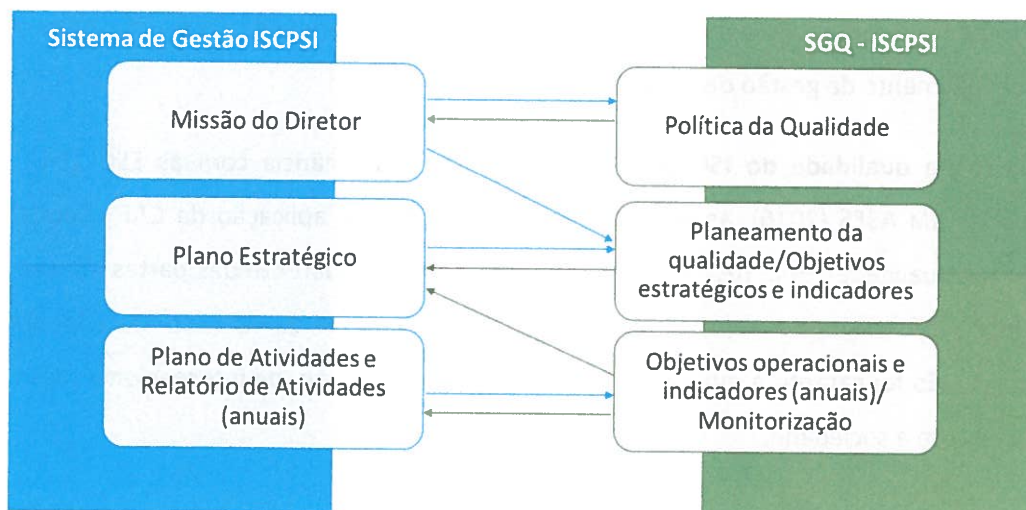 Sistema de Gestão ISCPSI
SGQ - ISCPSI
Missão do Diretor
Política da Qualidade
Plano Estratégico
Planeamento da
qualidade/Objetivos
estratégicos e indicadores
Plano de Atividades e
Relatório de Atividades
(anuais)
Objetivos operacionais e
indicadores (anuais)/
Monitorização